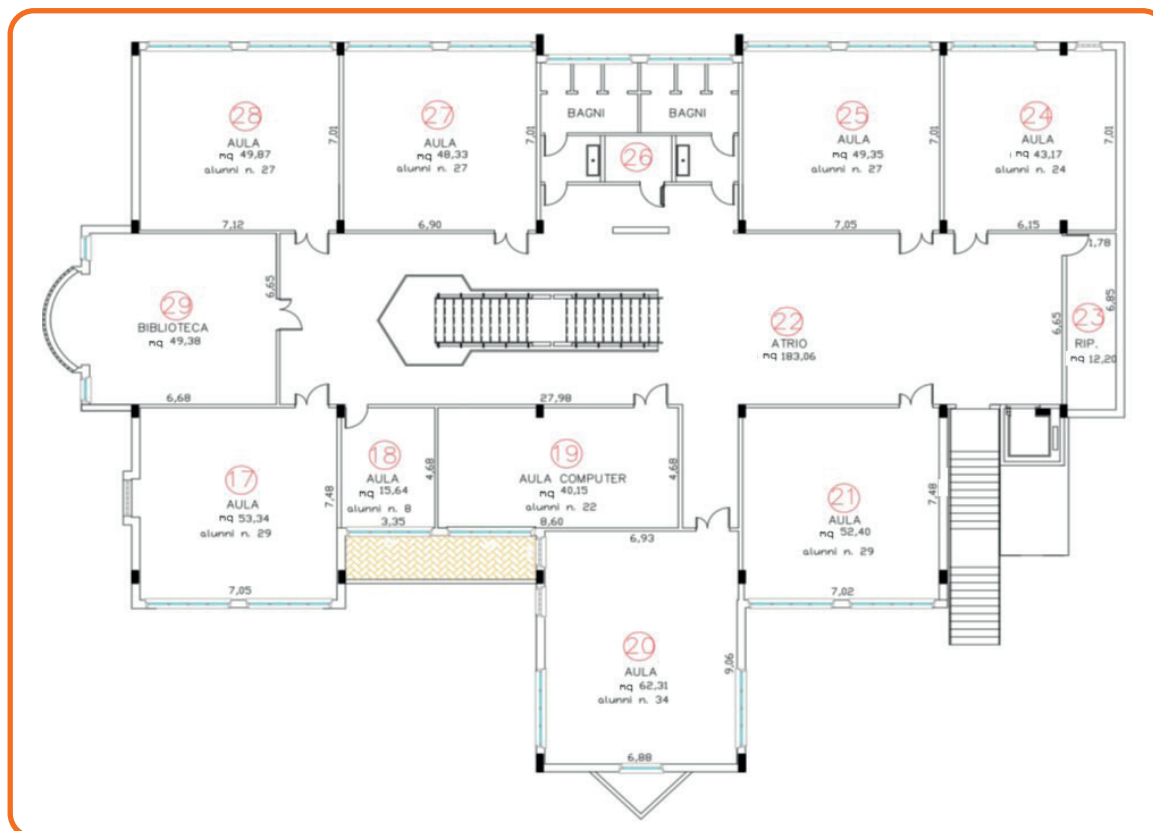 28
AULA
mq 49,87
alunni n. 27
7,01
7,12
27
AULA
mq 48,33
alunni n. 27
7,01
6,90
BAGNI
BAGNI
26
25
AULA
mq 49,35
alunni n. 27
7,01
7,05
24
AULA
mq 43,17
alunni n. 24
7,01
6,15
1,78
29
BIBLIOTECA
mq 49,38
6,65
6,68
22
ATRIO
mq 183,06
27,98
6,65
23
RIP.
mq 12,20
6,85
17
AULA
mq 53,34
alunni n. 29
7,48
7,05
18
AULA
mq 15,64
alunni n. 8
3,35
4,68
19
AULA COMPUTER
mq 40,15
alunni n. 22
8,60
4,68
21
AULA
mq 52,40
alunni n. 29
7,48
7,02
6,93
20
AULA
mq 62,31
alunni n. 34
9,06
6,88